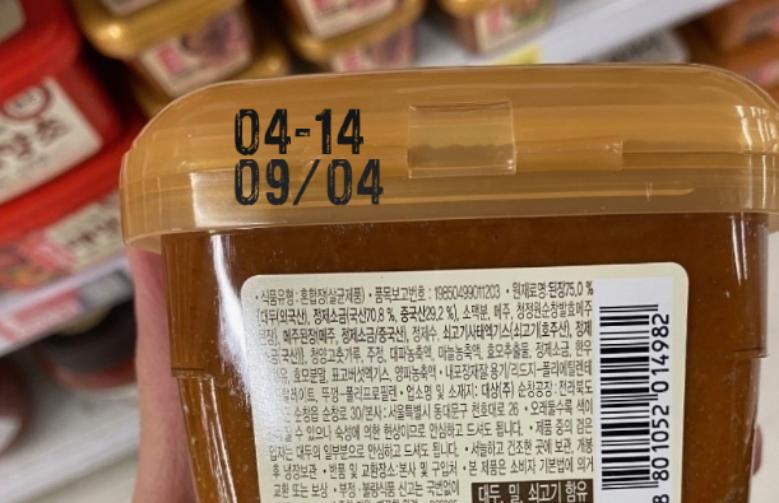 04-14
09/04
• 식품유형 : 혼합장(살균제품) • 품목보고번호 : 19850499011203 • 원재료명:된장75.0 %
[대두(외국산), 정제소금(국산70.8 %, 중국산29.2 %), 소맥분, 메주, 청정원순창발효메주
메주된장(메주, 정제소금/중국산), 정제수, 쇠고기사태엑기스(쇠고기(호주산), 정제
국산)], 청양고춧가루, 주정, 대파농축액, 마늘농축액, 효모추출물, 정제소금, 한우
효모분말, 표고버섯엑기스, 양파농축액 • 내포장재질 용기/리드지–폴리에틸렌테
뚜껑–폴리프로필렌 • 업소명 및 소재지: 대상(주) 순창공장: 전라북도
순창읍 순창로 30/본사: 서울특별시 동대문구 천호대로 26 • 오래둘수록 색이
수 있으나 숙성에 의한 현상이므로 안심하고 드셔도 됩니다. • 제품 중의 검은
입자는 대두의 일부분으로 안심하고 드셔도 됩니다. • 서늘하고 건조한 곳에 보관, 개봉
후 냉장보관 • 반품 및 교환장소:본사 및 구입처 • 본 제품은 소비자 기본법에 의거
교환 또는 보상 • 부정·불량식품 신고는 국번없이
대두, 밀, 쇠고기 함유
8 801052 014982